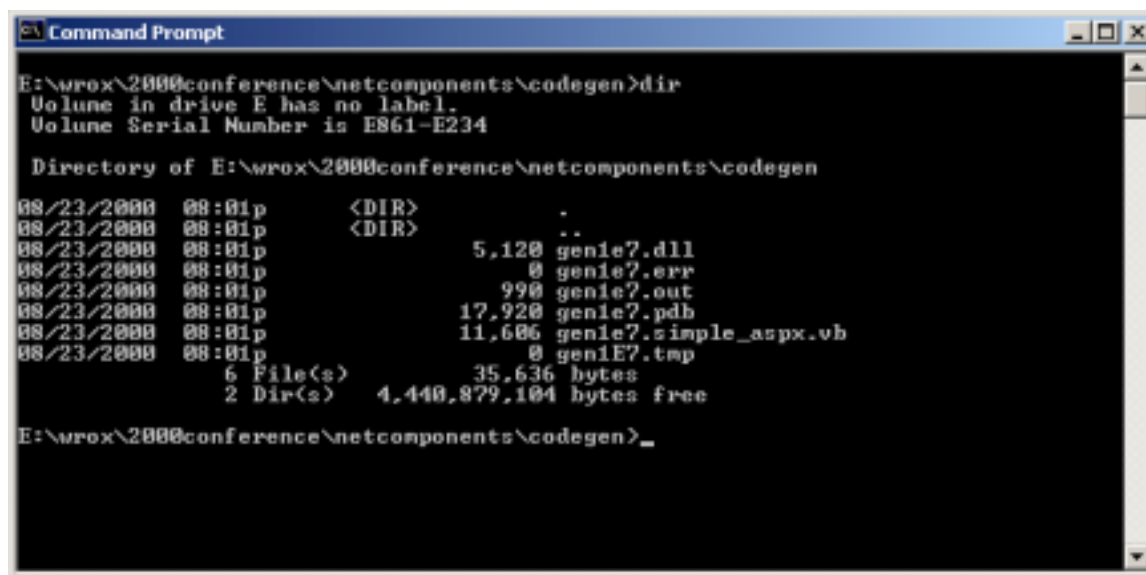 Command Prompt
E:\wrox\2000conference\netcomponents\codegen>dir
Volume in drive E has no label.
Volume Serial Number is E861-E234
Directory of E:\wrox\2000conference\netcomponents\codegen
08/23/2000 08:01p <DIR> .
08/23/2000 08:01p <DIR> ..
08/23/2000 08:01p 5,120 gen1e7.dll
08/23/2000 08:01p 0 gen1e7.err
08/23/2000 08:01p 990 gen1e7.out
08/23/2000 08:01p 17,920 gen1e7.pdb
08/23/2000 08:01p 11,606 gen1e7.simple_aspx.vb
08/23/2000 08:01p 0 gen1E7.tmp
6 File(s) 35,636 bytes
2 Dir(s) 4,440,879,104 bytes free
E:\wrox\2000conference\netcomponents\codegen>_